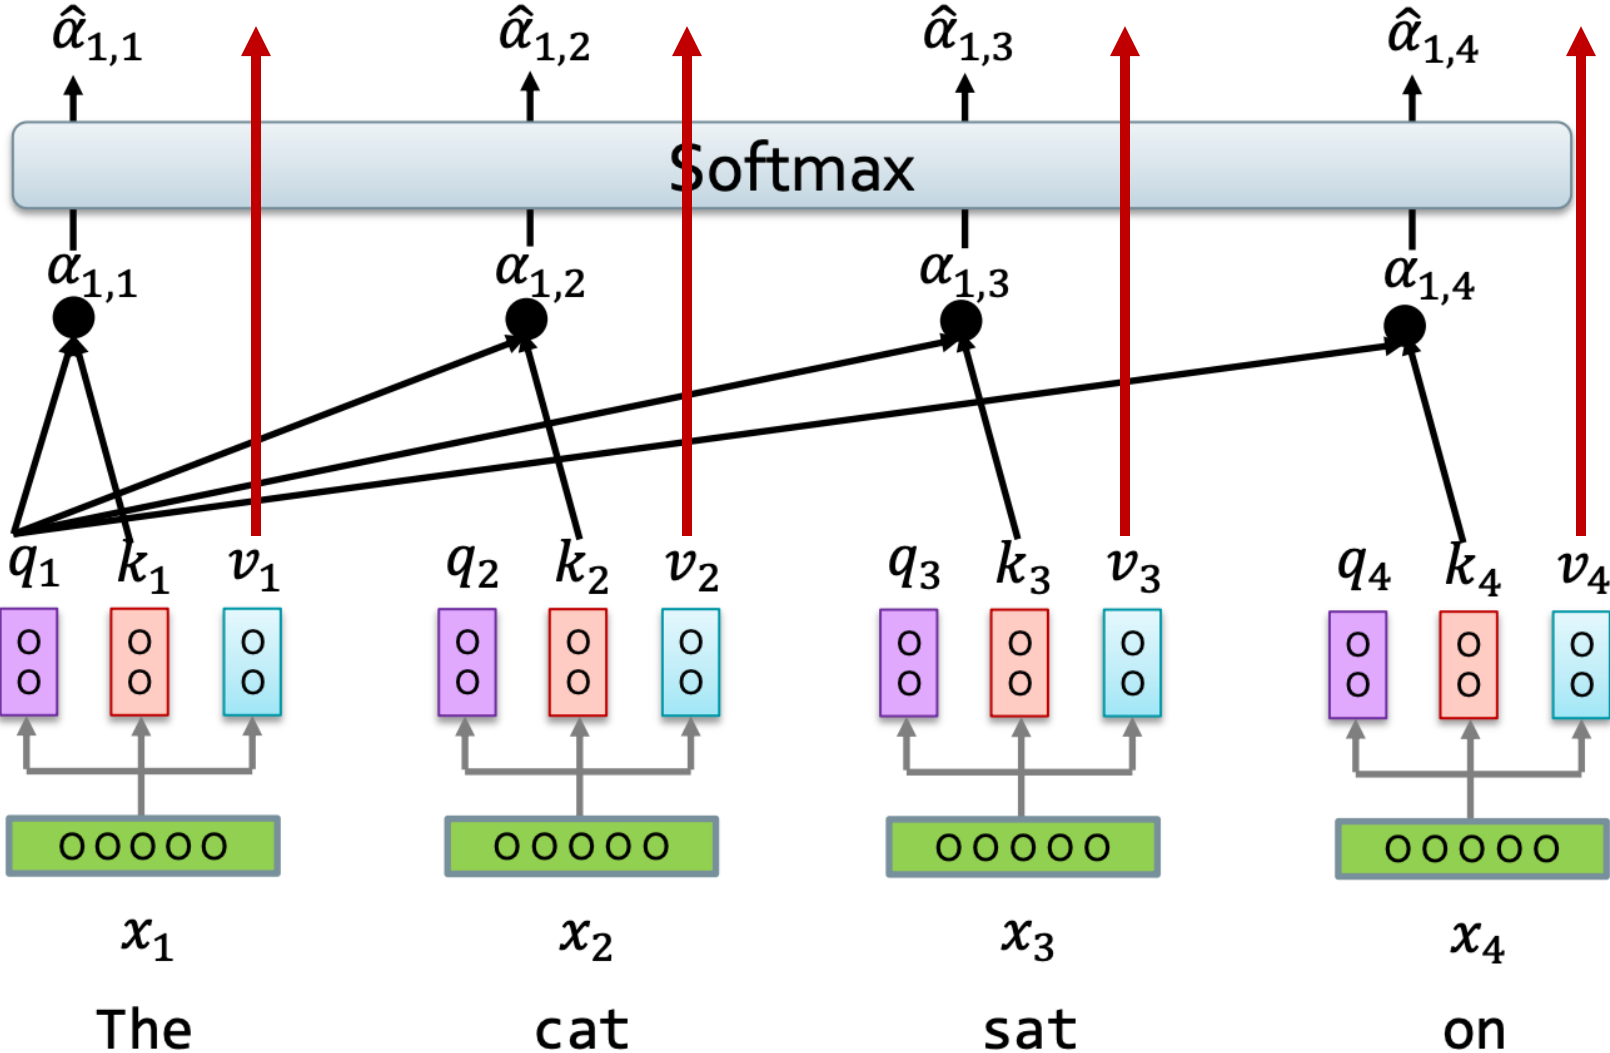 α̂1,1 α̂1,2 α̂1,3 α̂1,4
Softmax
α1,1 α1,2 α1,3 α1,4
q1 k1 v1 q2 k2 v2 q3 k3 v3 q4 k4 v4
O O O O O O O O O O O O
O O O O O O O O O O O O
O O O O O O O O O O O O O O O O O O O O
x1 x2 x3 x4
The cat sat on